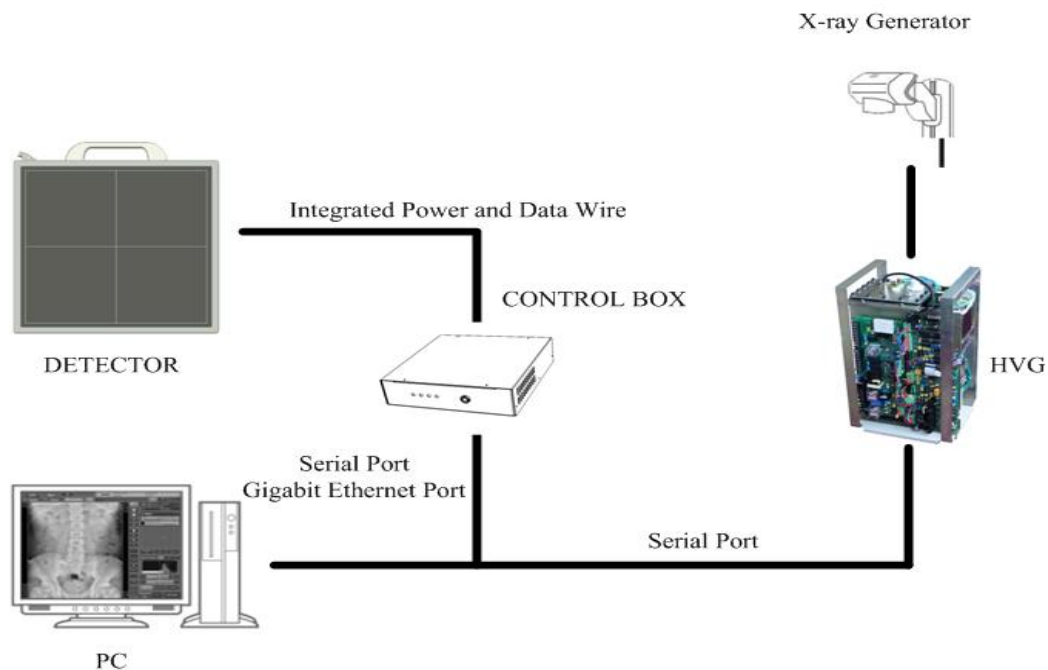 X-ray Generator
Integrated Power and Data Wire
CONTROL BOX
DETECTOR
HVG
Serial Port
Gigabit Ethernet Port
Serial Port
PC